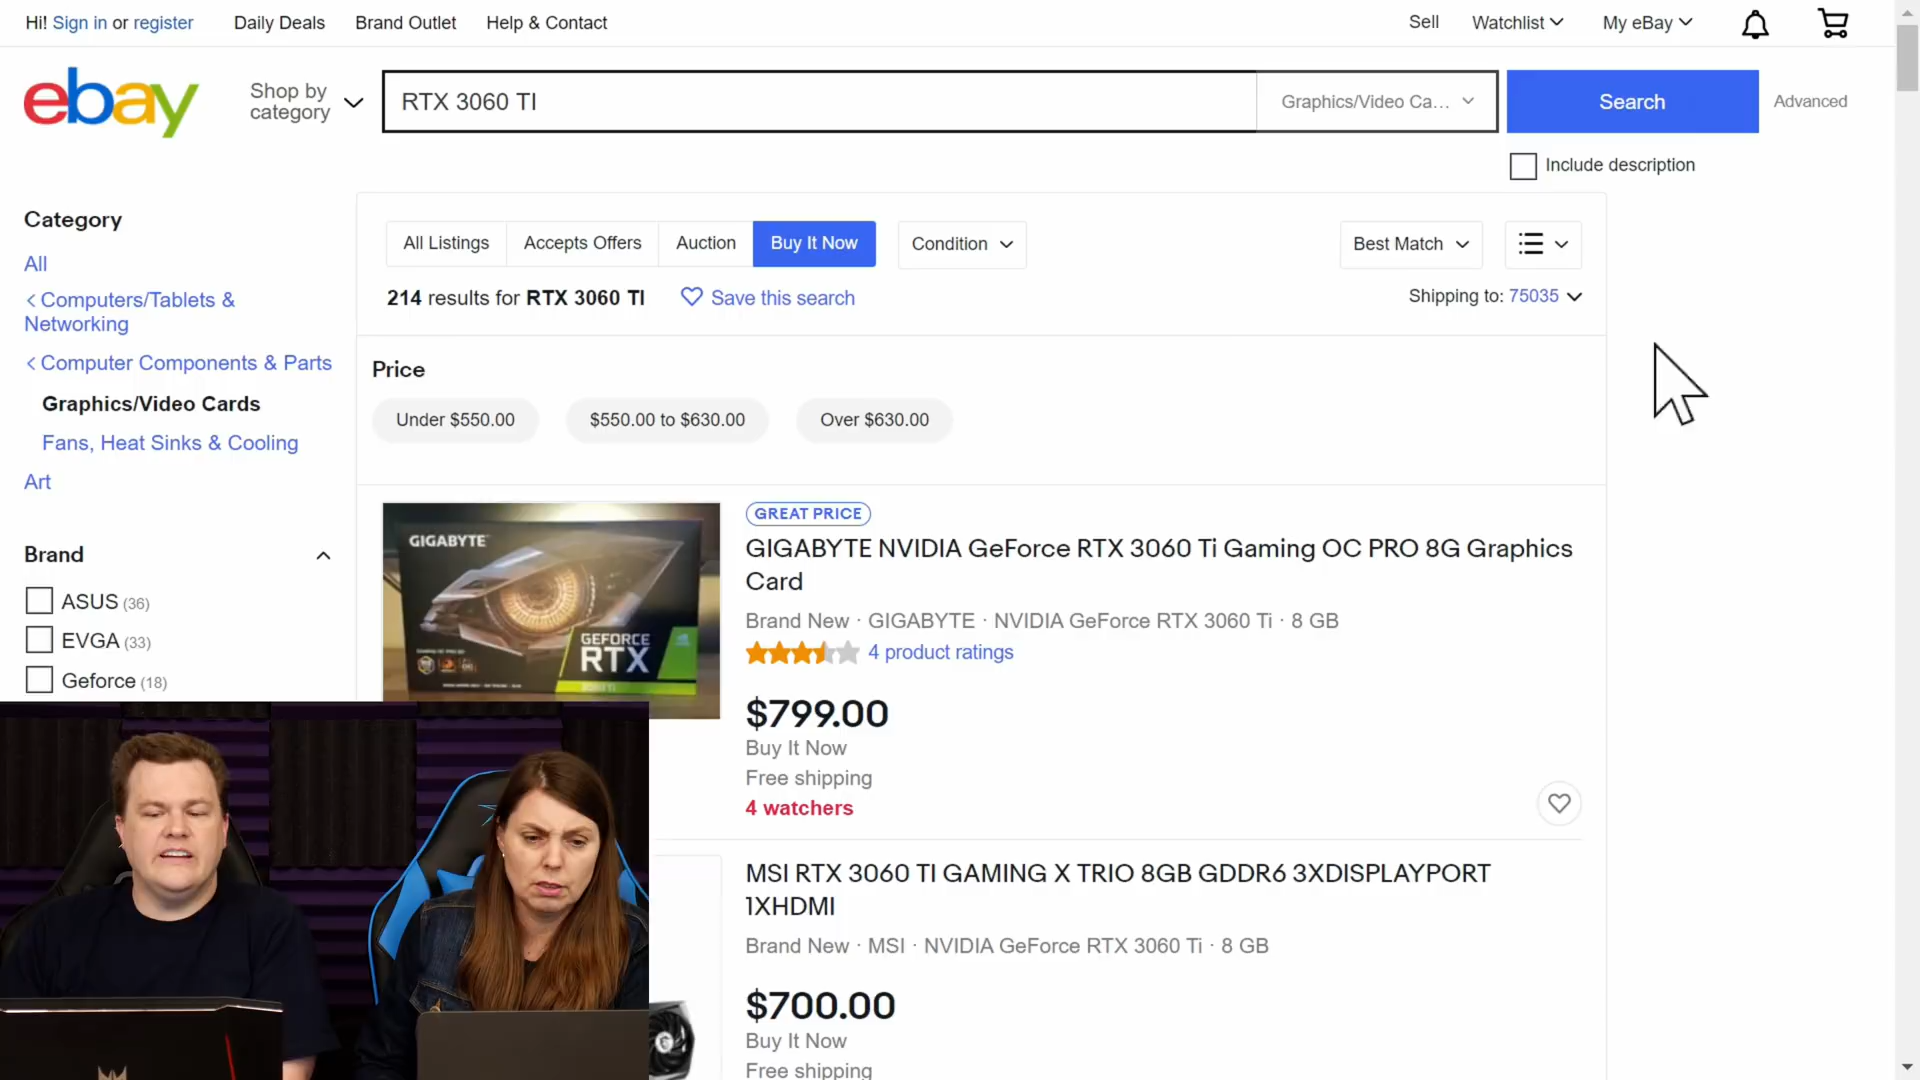 Hi! Sign in or register Daily Deals Brand Outlet Help & Contact Sell Watchlist My eBay
ebay
Shop by category
RTX 3060 TI
Graphics/Video Ca...
Search
Advanced
Include description
Category
All
Computers/Tablets &
Networking
Computer Components & Parts
Graphics/Video Cards
Fans, Heat Sinks & Cooling
Art
Brand
ASUS (36)
EVGA (33)
Geforce (18)
All Listings Accepts Offers Auction Buy It Now Condition Best Match
214 results for RTX 3060 TI Save this search Shipping to: 75035
Price
Under $550.00 $550.00 to $630.00 Over $630.00
GIGABYTE
GEFORCE
RTX
GREAT PRICE
GIGABYTE NVIDIA GeForce RTX 3060 Ti Gaming OC PRO 8G Graphics
Card
Brand New · GIGABYTE · NVIDIA GeForce RTX 3060 Ti · 8 GB
4 product ratings
$799.00
Buy It Now
Free shipping
4 watchers
MSI RTX 3060 TI GAMING X TRIO 8GB GDDR6 3XDISPLAYPORT
1XHDMI
Brand New · MSI · NVIDIA GeForce RTX 3060 Ti · 8 GB
$700.00
Buy It Now
Free shipping